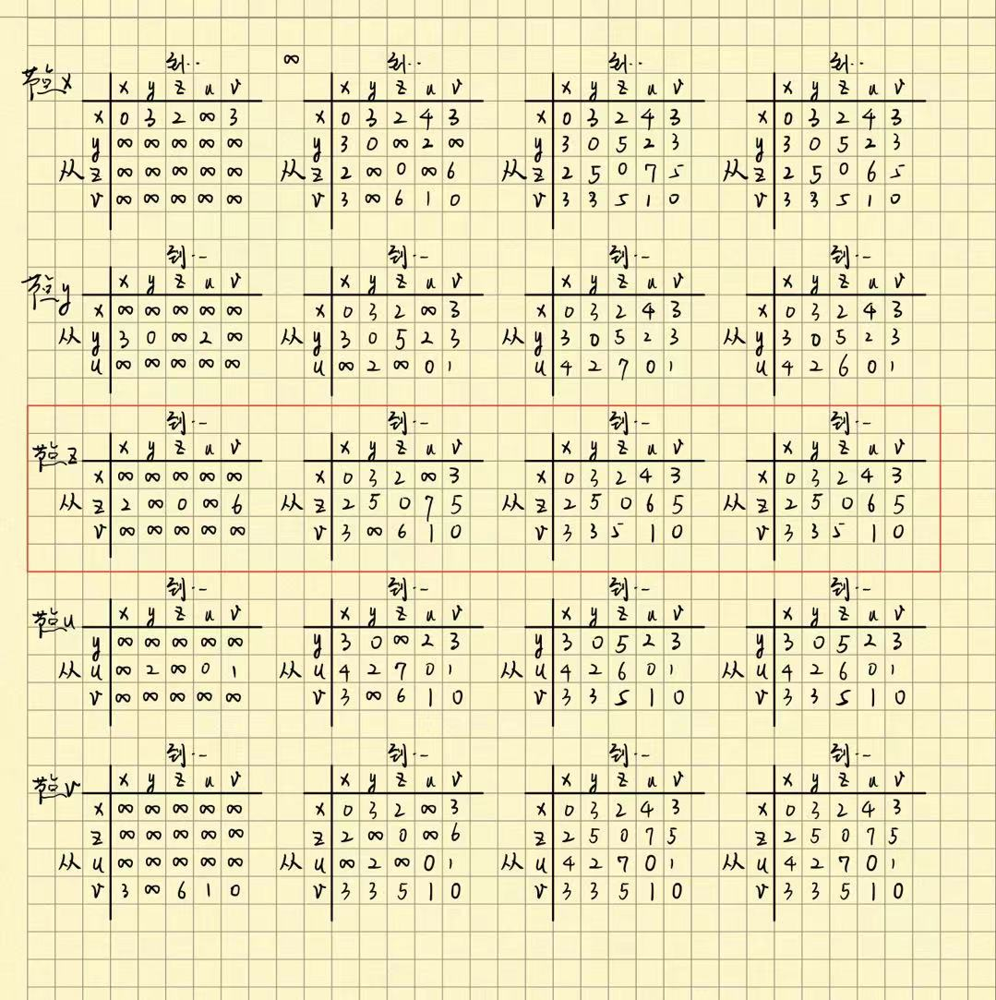 到.. ∞ 到.. 到.. 到..
节点x x y z u v x y z u v x y z u v x y z u v
x 0 3 2 ∞ 3 x 0 3 2 4 3 x 0 3 2 4 3 x 0 3 2 4 3
y ∞ ∞ ∞ ∞ ∞ y 3 0 ∞ 2 ∞ y 3 0 5 2 3 y 3 0 5 2 3
从 z ∞ ∞ ∞ ∞ ∞ 从 z 2 ∞ 0 ∞ 6 从 z 2 5 0 7 5 从 z 2 5 0 6 5
v ∞ ∞ ∞ ∞ ∞ v 3 ∞ 6 1 0 v 3 3 5 1 0 v 3 3 5 1 0
到.. 到.. 到.. 到..
节点y x y z u v x y z u v x y z u v x y z u v
x ∞ ∞ ∞ ∞ ∞ x 0 3 2 ∞ 3 x 0 3 2 4 3 x 0 3 2 4 3
从 y 3 0 ∞ 2 ∞ 从 y 3 0 5 2 3 从 y 3 0 5 2 3 从 y 3 0 5 2 3
u ∞ ∞ ∞ ∞ ∞ u ∞ 2 ∞ 0 1 u 4 2 7 0 1 u 4 2 6 0 1
到.. 到.. 到.. 到..
节点z x y z u v x y z u v x y z u v x y z u v
x ∞ ∞ ∞ ∞ ∞ x 0 3 2 ∞ 3 x 0 3 2 4 3 x 0 3 2 4 3
从 z 2 ∞ 0 ∞ 6 从 z 2 5 0 7 5 从 z 2 5 0 6 5 从 z 2 5 0 6 5
v ∞ ∞ ∞ ∞ ∞ v 3 ∞ 6 1 0 v 3 3 5 1 0 v 3 3 5 1 0
到.. 到.. 到.. 到..
节点u x y z u v x y z u v x y z u v x y z u v
y ∞ ∞ ∞ ∞ ∞ y 3 0 ∞ 2 3 y 3 0 5 2 3 y 3 0 5 2 3
从 u ∞ 2 ∞ 0 1 从 u 4 2 7 0 1 从 u 4 2 6 0 1 从 u 4 2 6 0 1
v ∞ ∞ ∞ ∞ ∞ v 3 ∞ 6 1 0 v 3 3 5 1 0 v 3 3 5 1 0
到.. 到.. 到.. 到..
节点v x y z u v x y z u v x y z u v x y z u v
x ∞ ∞ ∞ ∞ ∞ x 0 3 2 ∞ 3 x 0 3 2 4 3 x 0 3 2 4 3
z ∞ ∞ ∞ ∞ ∞ z 2 ∞ 0 ∞ 6 z 2 5 0 7 5 z 2 5 0 7 5
从 u ∞ ∞ ∞ ∞ ∞ 从 u ∞ 2 ∞ 0 1 从 u 4 2 7 0 1 从 u 4 2 7 0 1
v 3 ∞ 6 1 0 v 3 3 5 1 0 v 3 3 5 1 0 v 3 3 5 1 0